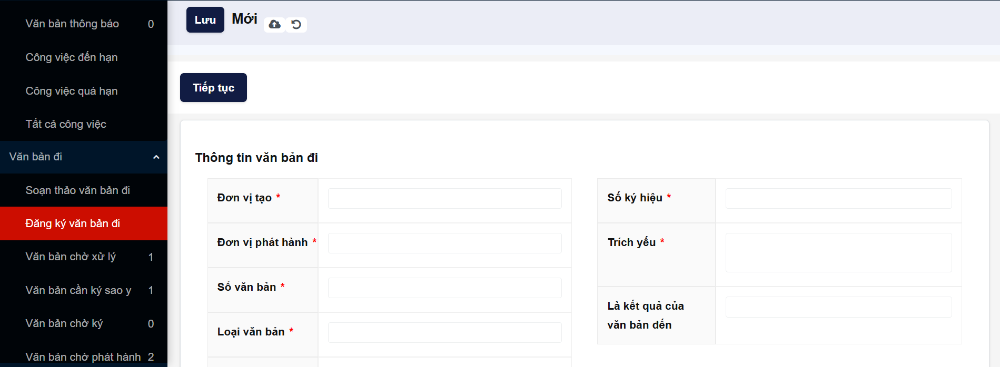 Văn bản thông báo 0
Công việc đến hạn
Công việc quá hạn
Tất cả công việc
Văn bản đi
Soạn thảo văn bản đi
Đăng ký văn bản đi
Văn bản chờ xử lý 1
Văn bản cần ký sao y 1
Văn bản chờ ký 0
Văn bản chờ phát hành 2
Lưu Mới
Tiếp tục
Thông tin văn bản đi
Đơn vị tạo *
Đơn vị phát hành *
Sổ văn bản *
Loại văn bản *
Số ký hiệu *
Trích yếu *
Là kết quả của
văn bản đến